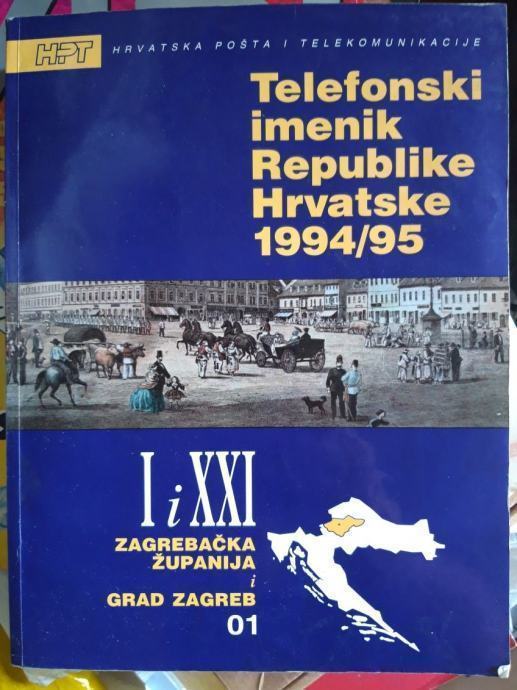 HPT HRVATSKA POŠTA I TELEKOMUNIKACIJE
Telefonski
imenik
Republike
Hrvatske
1994/95
I i XXI
ZAGREBAČKA
ŽUPANIJA
i
GRAD ZAGREB
01